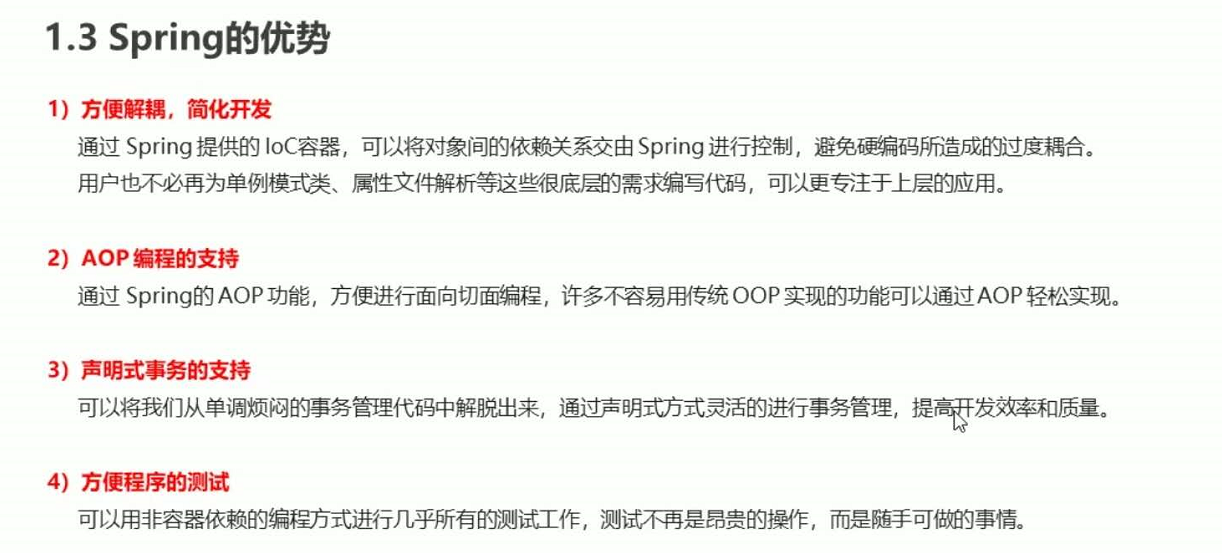 1.3 Spring的优势
1）方便解耦，简化开发
通过 Spring 提供的 IoC容器，可以将对象间的依赖关系交由 Spring 进行控制，避免硬编码所造成的过度耦合。
用户也不必再为单例模式类、属性文件解析等这些很底层的需求编写代码，可以更专注于上层的应用。
2）AOP 编程的支持
通过 Spring的 AOP 功能，方便进行面向切面编程，许多不容易用传统 OOP 实现的功能可以通过 AOP 轻松实现。
3）声明式事务的支持
可以将我们从单调烦闷的事务管理代码中解脱出来，通过声明式方式灵活的进行事务管理，提高开发效率和质量。
4）方便程序的测试
可以用非容器依赖的编程方式进行几乎所有的测试工作，测试不再是昂贵的操作，而是随手可做的事情。